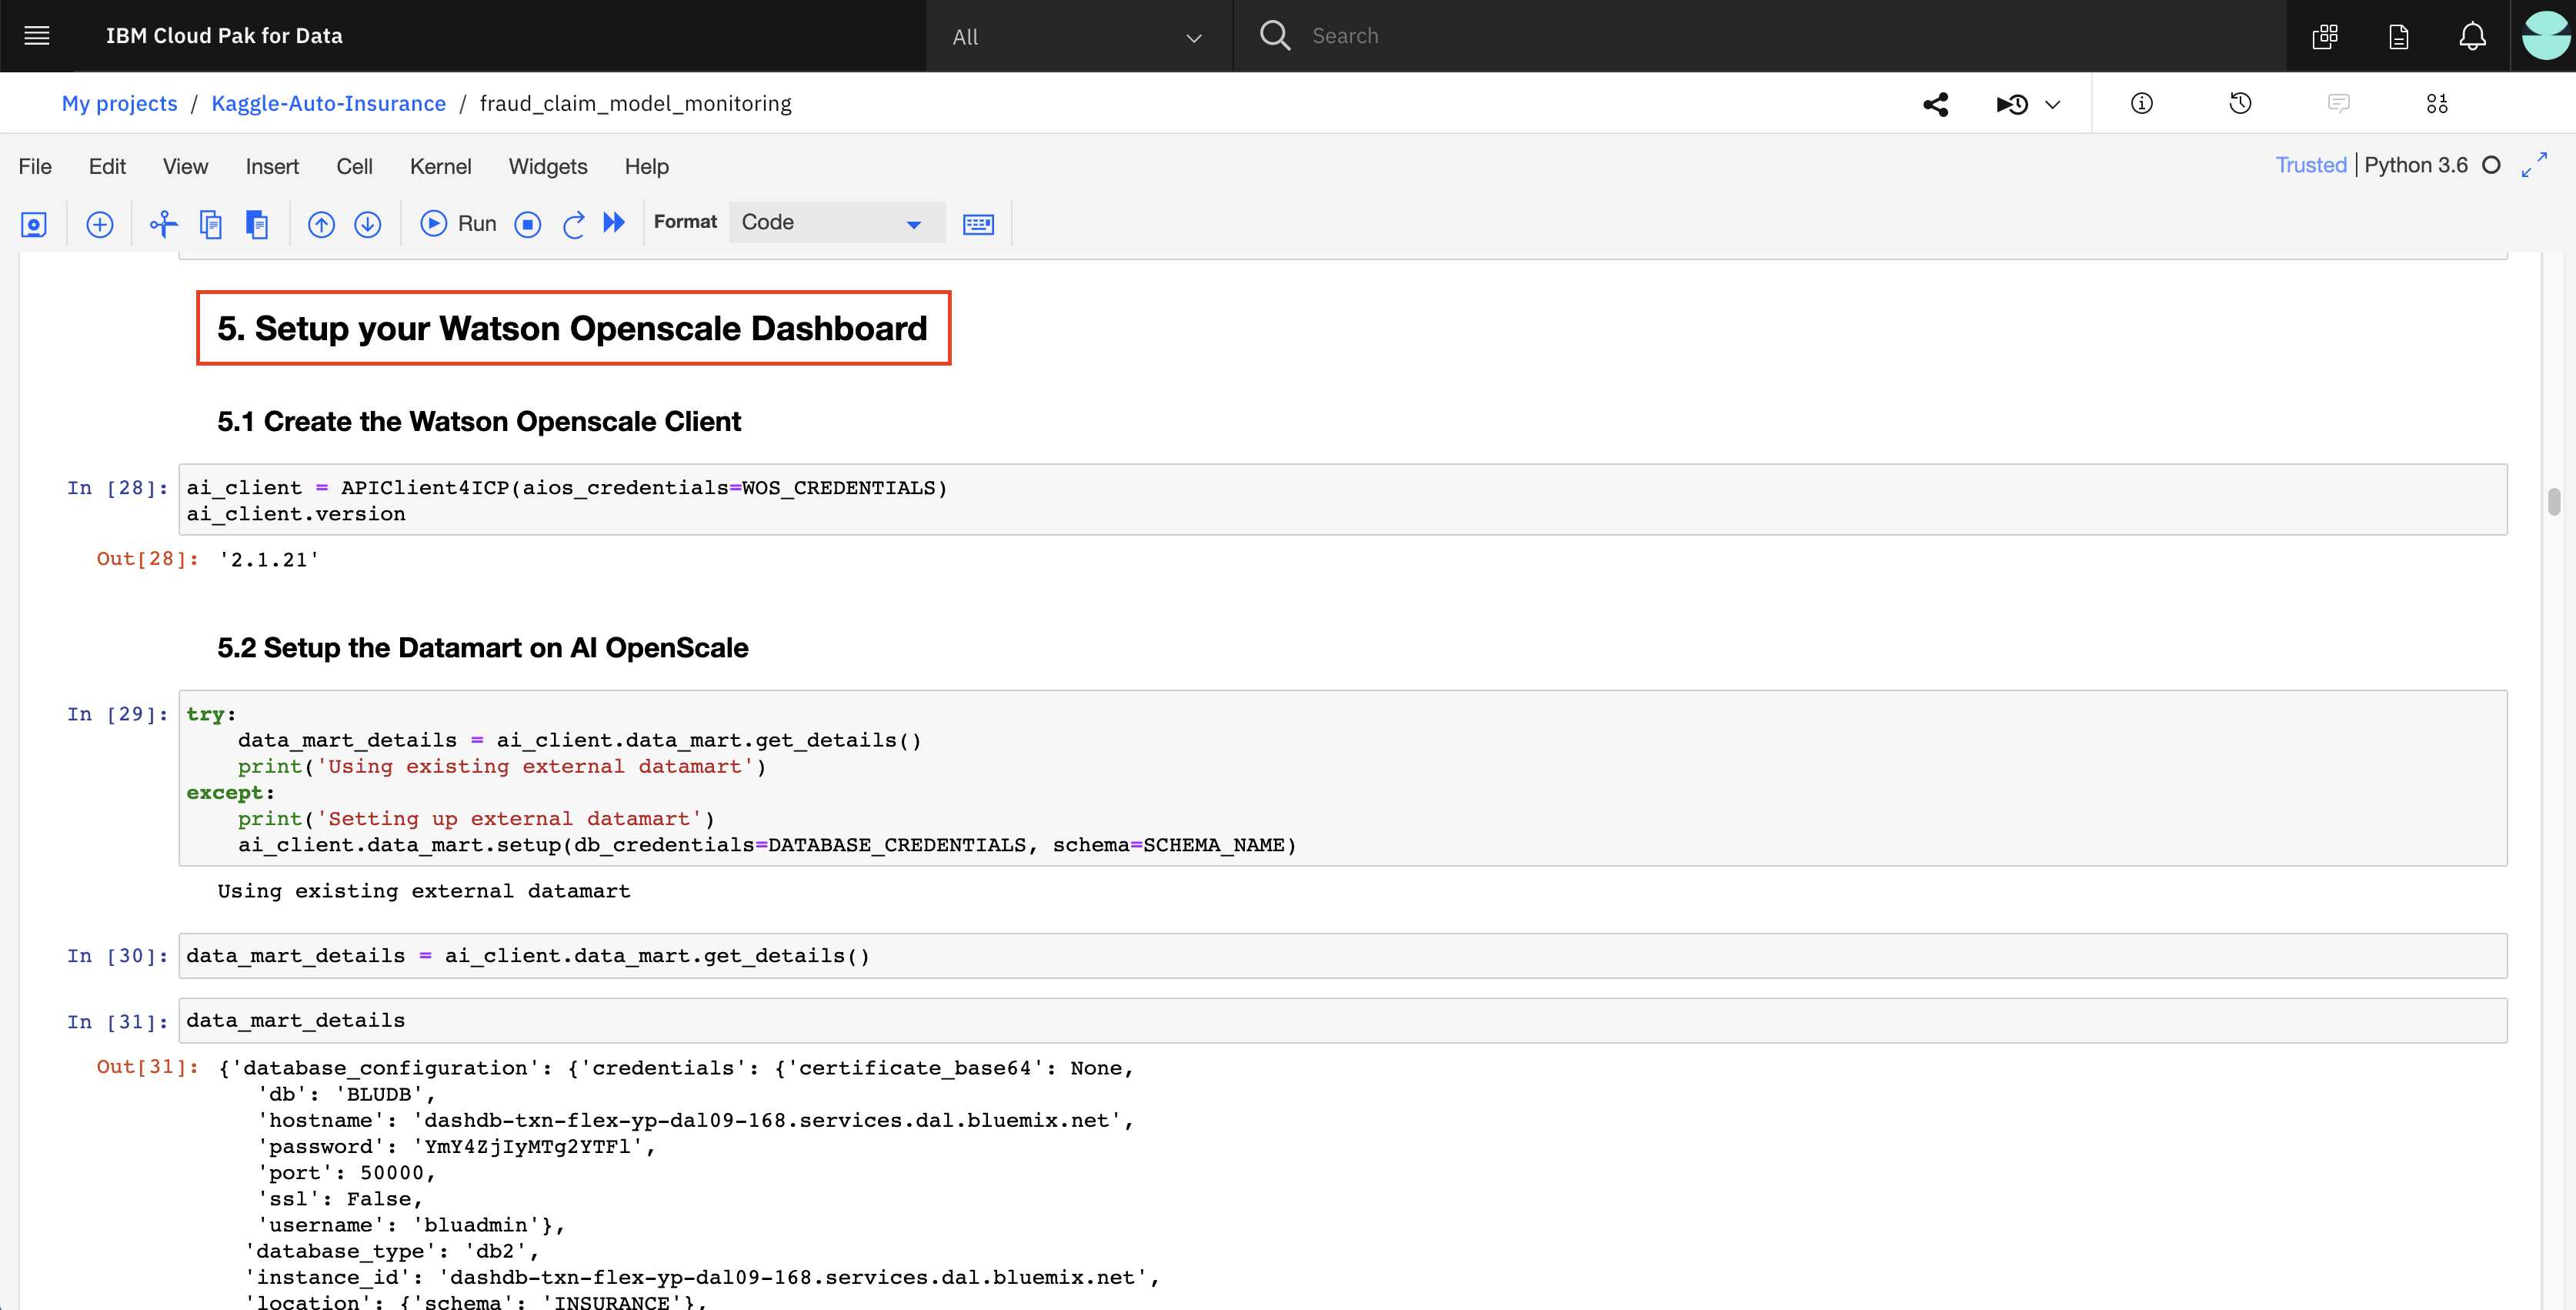 IBM Cloud Pak for Data
All
Search
My projects / Kaggle-Auto-Insurance / fraud_claim_model_monitoring
File Edit View Insert Cell Kernel Widgets Help
Trusted | Python 3.6
Run
Format
Code
5. Setup your Watson Openscale Dashboard
5.1 Create the Watson Openscale Client
In [28]: ai_client = APIClient4ICP(aios_credentials=WOS_CREDENTIALS)
ai_client.version
Out[28]: '2.1.21'
5.2 Setup the Datamart on AI OpenScale
In [29]: try:
data_mart_details = ai_client.data_mart.get_details()
print('Using existing external datamart')
except:
print('Setting up external datamart')
ai_client.data_mart.setup(db_credentials=DATABASE_CREDENTIALS, schema=SCHEMA_NAME)
Using existing external datamart
In [30]: data_mart_details = ai_client.data_mart.get_details()
In [31]: data_mart_details
Out[31]: {'database_configuration': {'credentials': {'certificate_base64': None,
'db': 'BLUDB',
'hostname': 'dashdb-txn-flex-yp-dal09-168.services.dal.bluemix.net',
'password': 'YmY4ZjIyMTg2YTFl',
'port': 50000,
'ssl': False,
'username': 'bluadmin'},
'database_type': 'db2',
'instance_id': 'dashdb-txn-flex-yp-dal09-168.services.dal.bluemix.net',
'location': {'schema': 'INSURANCE'},